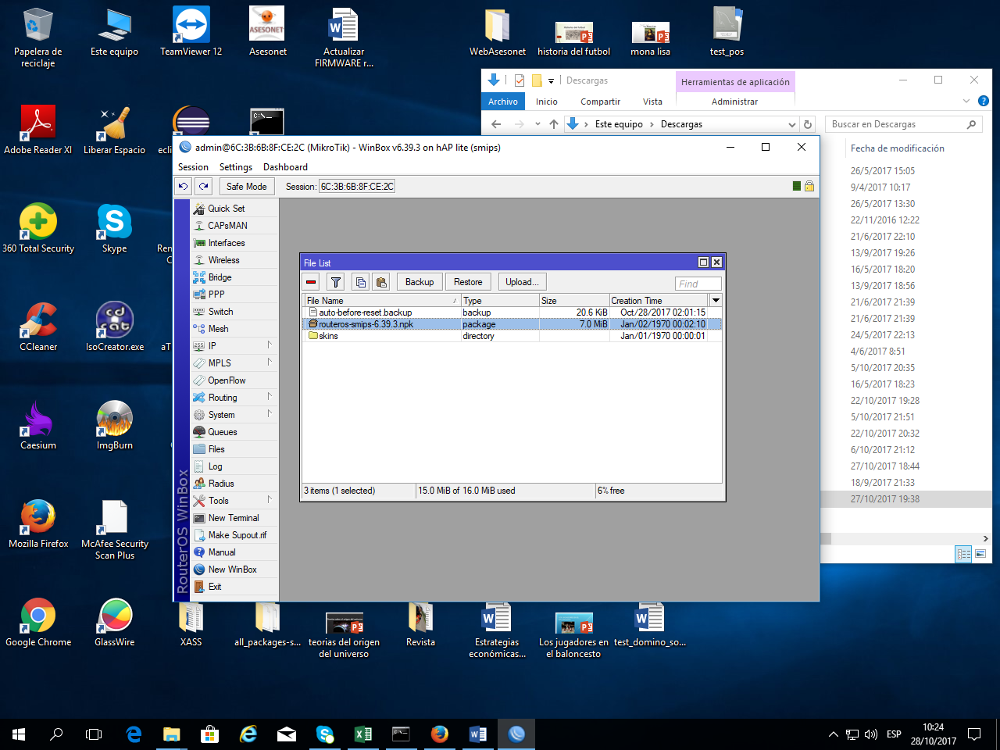 Papelera de
reciclaje
Este equipo
TeamViewer 12
ASESONET
Asesonet
Actualizar
FIRMWARE r...
WebAsesonet
historia del futbol
mona lisa
test_pos
Descargas
Herramientas de aplicación
Archivo
Inicio
Compartir
Vista
Administrar
Este equipo
Descargas
Buscar en Descargas
Fecha de modificación
26/5/2017 15:05
9/4/2017 10:17
26/5/2017 13:30
22/11/2016 12:22
21/6/2017 22:10
13/9/2017 19:26
16/5/2017 18:20
13/9/2017 18:56
21/6/2017 21:39
21/6/2017 21:39
24/5/2017 22:13
4/6/2017 8:51
5/10/2017 20:35
16/5/2017 18:23
22/10/2017 19:28
5/10/2017 21:51
22/10/2017 20:32
6/10/2017 21:12
27/10/2017 18:44
18/9/2017 21:33
27/10/2017 19:38
Adobe Reader XI
Liberar Espacio
admin@6C:3B:6B:8F:CE:2C (MikroTik) - WinBox v6.39.3 on hAP lite (smips)
Session Settings Dashboard
Safe Mode
Session: 6C:3B:6B:8F:CE:2C
RouterOS WinBox
Quick Set
CAPsMAN
Interfaces
Wireless
Bridge
PPP
Switch
Mesh
IP
MPLS
OpenFlow
Routing
System
Queues
Files
Log
Radius
Tools
New Terminal
Make Supout.rif
Manual
New WinBox
Exit
File List
Backup
Restore
Upload...
Find
File Name Type Size Creation Time
auto-before-reset.backup backup 20.6 KiB Oct/28/2017 02:01:15
routeros-smips-6.39.3.npk package 7.0 MiB Jan/02/1970 00:02:10
skins directory Jan/01/1970 00:00:01
3 items (1 selected)
15.0 MiB of 16.0 MiB used
6% free
360 Total Security
Skype
CCleaner
IsoCreator.exe
Caesium
ImgBurn
Mozilla Firefox
McAfee Security
Scan Plus
Google Chrome
GlassWire
XASS
all_packages-s...
teorias del origen
del universo
Revista
Estrategias
económicas...
Los jugadores en
el baloncesto
test_domino_so...
ESP
10:24
28/10/2017